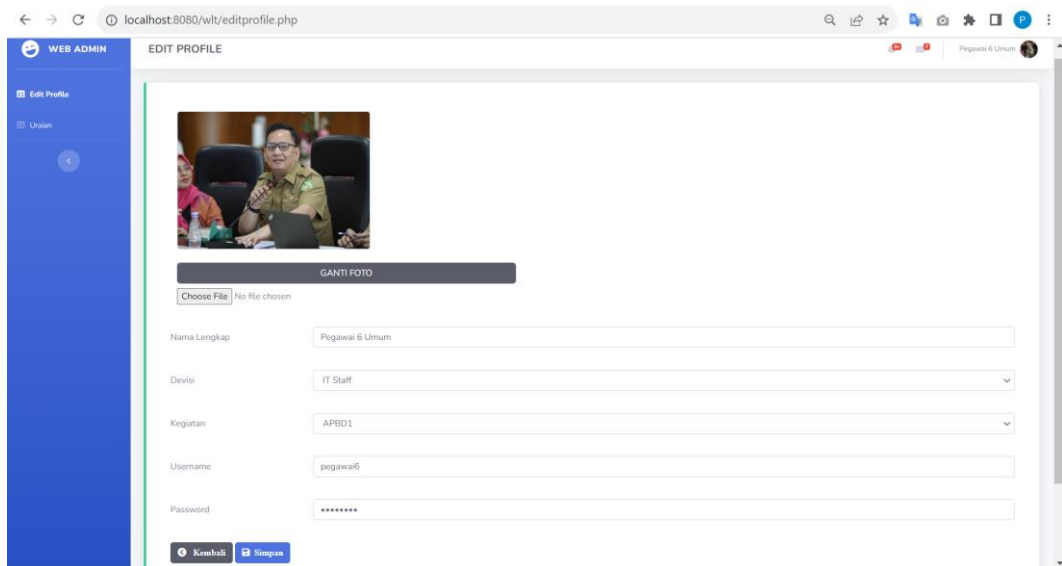 localhost:8080/wlt/editprofile.php
P
WEB ADMIN
EDIT PROFILE
Pegawai 6 Umum
Edit Profile
Uraian
GANTI FOTO
Choose File No file chosen
Nama Lengkap Pegawai 6 Umum
Devisi IT Staff
Kegiatan APBD1
Username pegawai6
Password ••••••••
Kembali Simpan